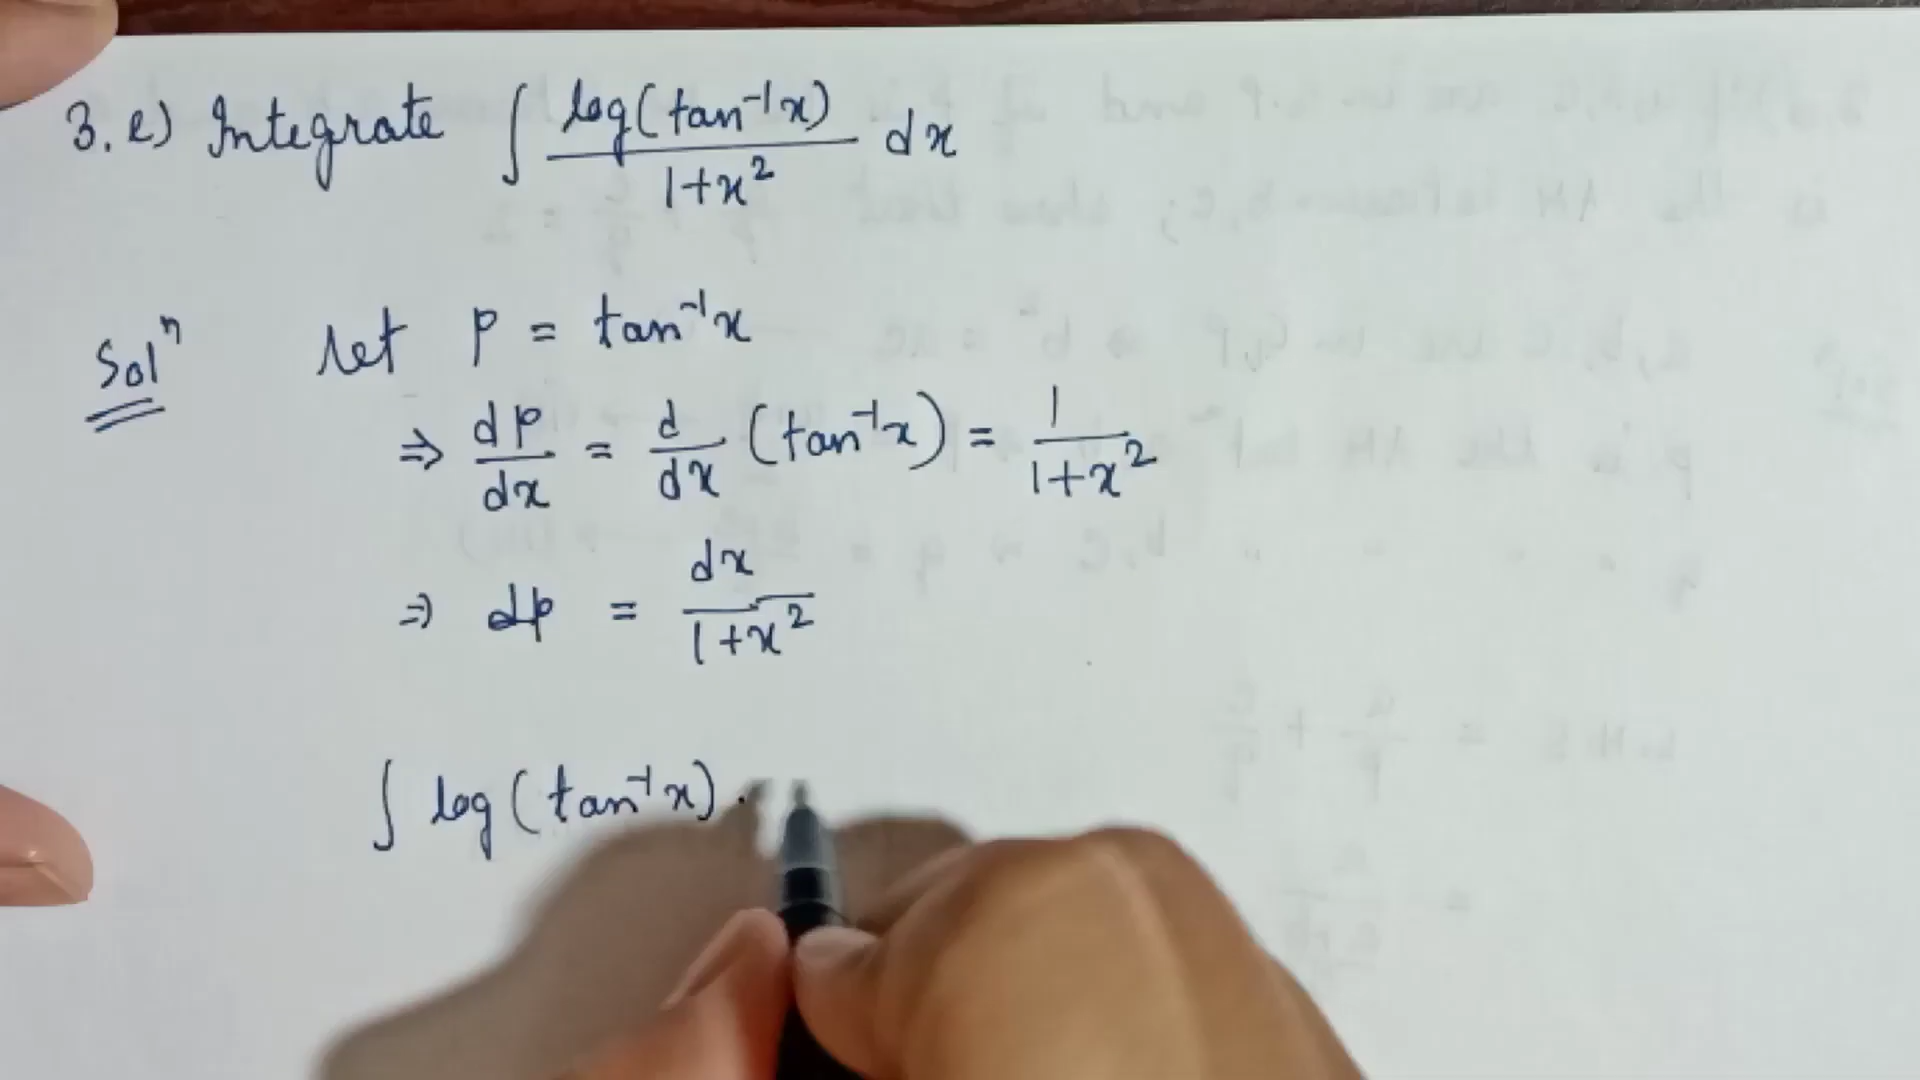 3. e) Integrate ∫ log(tan⁻¹x) / 1+x² dx
Solⁿ let p = tan⁻¹x
⇒ dp/dx = d/dx (tan⁻¹x) = 1/1+x²
⇒ dp = dx/1+x²
∫ log(tan⁻¹x) .